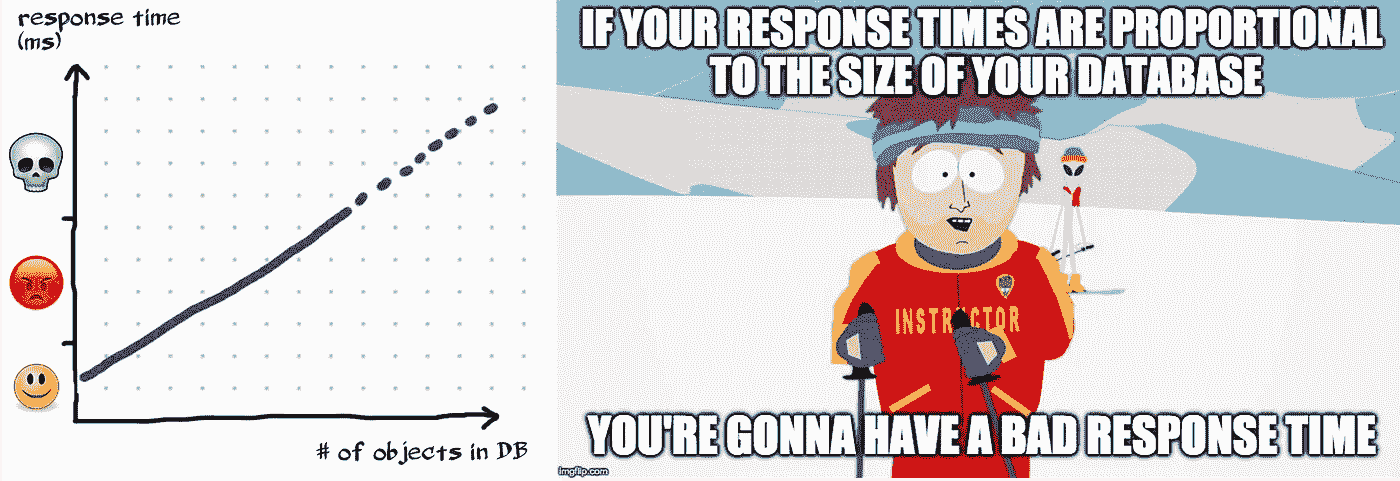 response time
(ms)
# of objects in DB
IF YOUR RESPONSE TIMES ARE PROPORTIONAL
TO THE SIZE OF YOUR DATABASE
INSTRUCTOR
YOU'RE GONNA HAVE A BAD RESPONSE TIME
imgflip.com